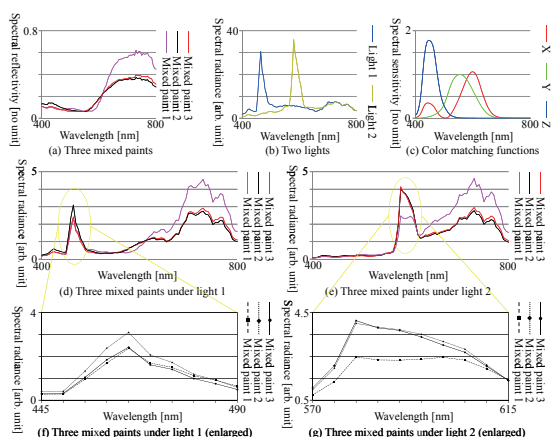 Spectral reflectivity [no unit]
0.8
0
400
800
Wavelength [nm]
Mixed paint 3
Mixed paint 2
Mixed paint 1
(a) Three mixed paints
Spectral radiance [arb. unit]
40
0
400
800
Wavelength [nm]
Light 1
Light 2
(b) Two lights
Spectral sensitivity [no unit]
2
0
400
800
Wavelength [nm]
X
Y
Z
(c) Color matching functions
Spectral radiance [arb. unit]
5
0
400
800
Wavelength [nm]
Mixed paint 3
Mixed paint 2
Mixed paint 1
(d) Three mixed paints under light 1
Spectral radiance [arb. unit]
5
0
400
800
Wavelength [nm]
Mixed paint 3
Mixed paint 2
Mixed paint 1
(e) Three mixed paints under light 2
Spectral radiance [arb. unit]
4
0
445
490
Wavelength [nm]
Mixed paint 3
Mixed paint 2
Mixed paint 1
(f) Three mixed paints under light 1 (enlarged)
Spectral radiance [arb. unit]
4.5
0.5
570
615
Wavelength [nm]
Mixed paint 3
Mixed paint 2
Mixed paint 1
(g) Three mixed paints under light 2 (enlarged)